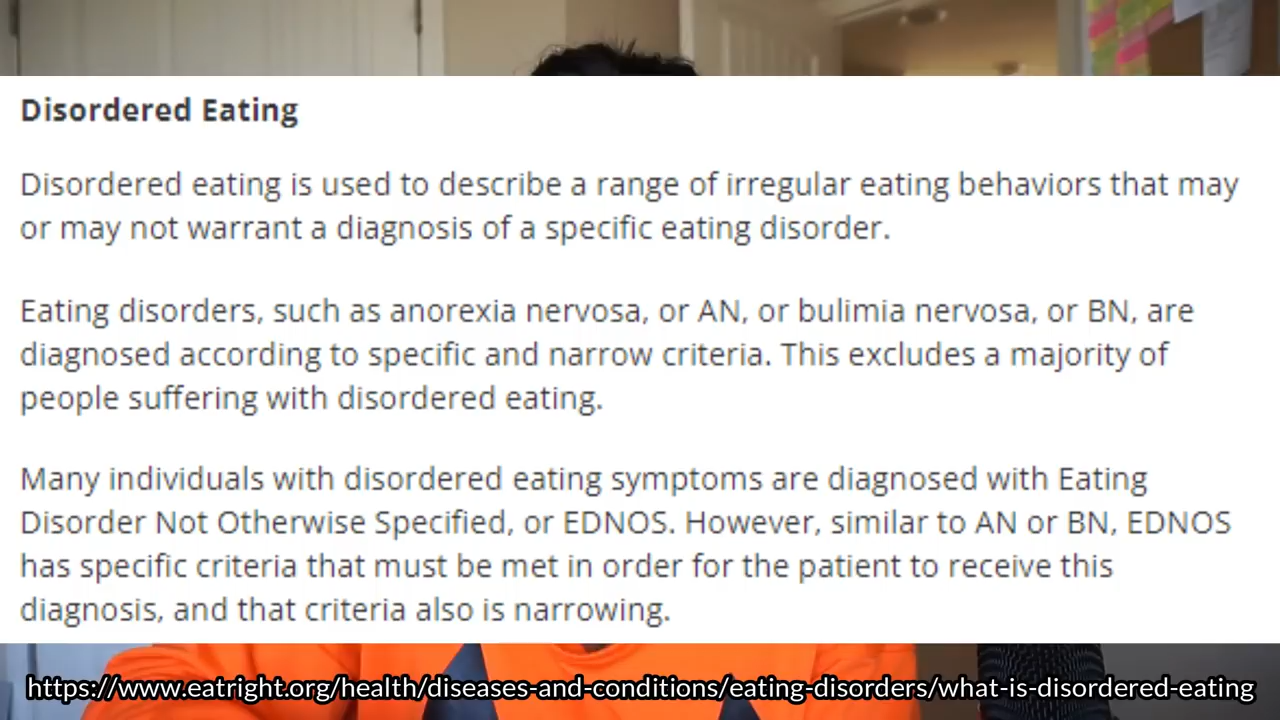 Disordered Eating
Disordered eating is used to describe a range of irregular eating behaviors that may
or may not warrant a diagnosis of a specific eating disorder.
Eating disorders, such as anorexia nervosa, or AN, or bulimia nervosa, or BN, are
diagnosed according to specific and narrow criteria. This excludes a majority of
people suffering with disordered eating.
Many individuals with disordered eating symptoms are diagnosed with Eating
Disorder Not Otherwise Specified, or EDNOS. However, similar to AN or BN, EDNOS
has specific criteria that must be met in order for the patient to receive this
diagnosis, and that criteria also is narrowing.
https://www.eatright.org/health/diseases-and-conditions/eating-disorders/what-is-disordered-eating